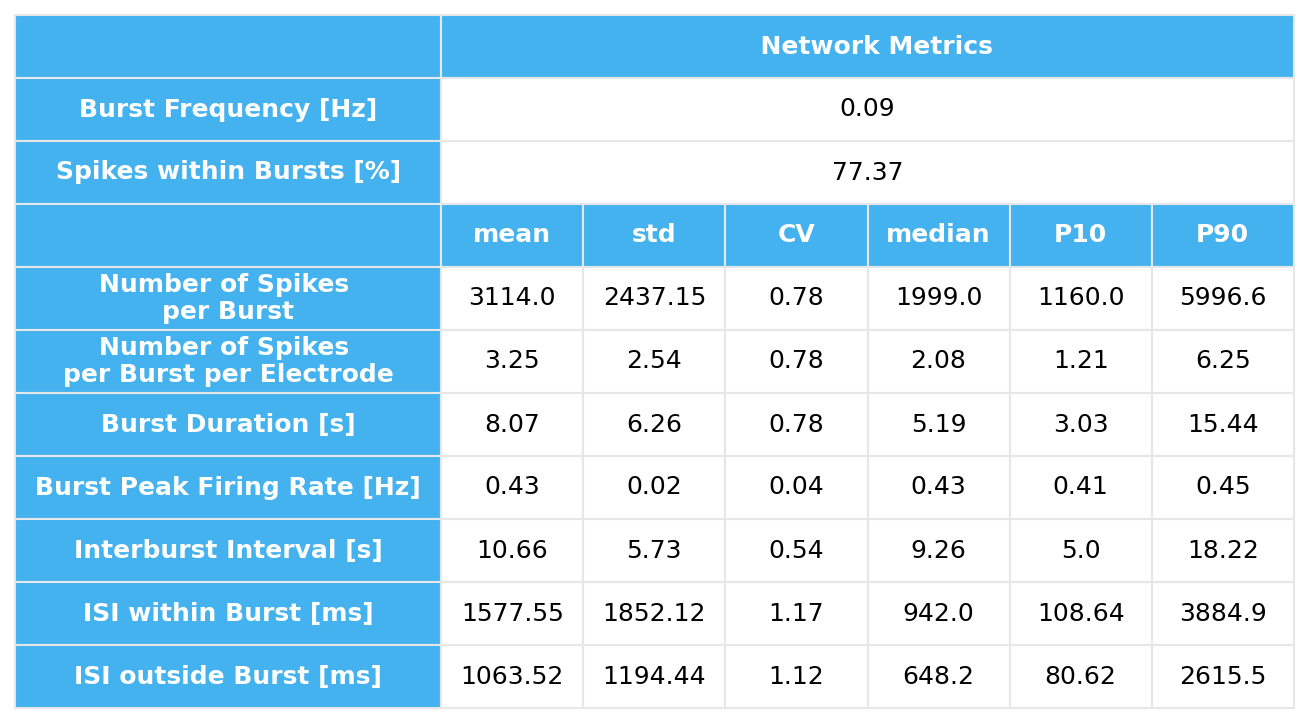 Network Metrics
Burst Frequency [Hz] 0.09
Spikes within Bursts [%] 77.37
mean std CV median P10 P90
Number of Spikes
per Burst 3114.0 2437.15 0.78 1999.0 1160.0 5996.6
Number of Spikes
per Burst per Electrode 3.25 2.54 0.78 2.08 1.21 6.25
Burst Duration [s] 8.07 6.26 0.78 5.19 3.03 15.44
Burst Peak Firing Rate [Hz] 0.43 0.02 0.04 0.43 0.41 0.45
Interburst Interval [s] 10.66 5.73 0.54 9.26 5.0 18.22
ISI within Burst [ms] 1577.55 1852.12 1.17 942.0 108.64 3884.9
ISI outside Burst [ms] 1063.52 1194.44 1.12 648.2 80.62 2615.5